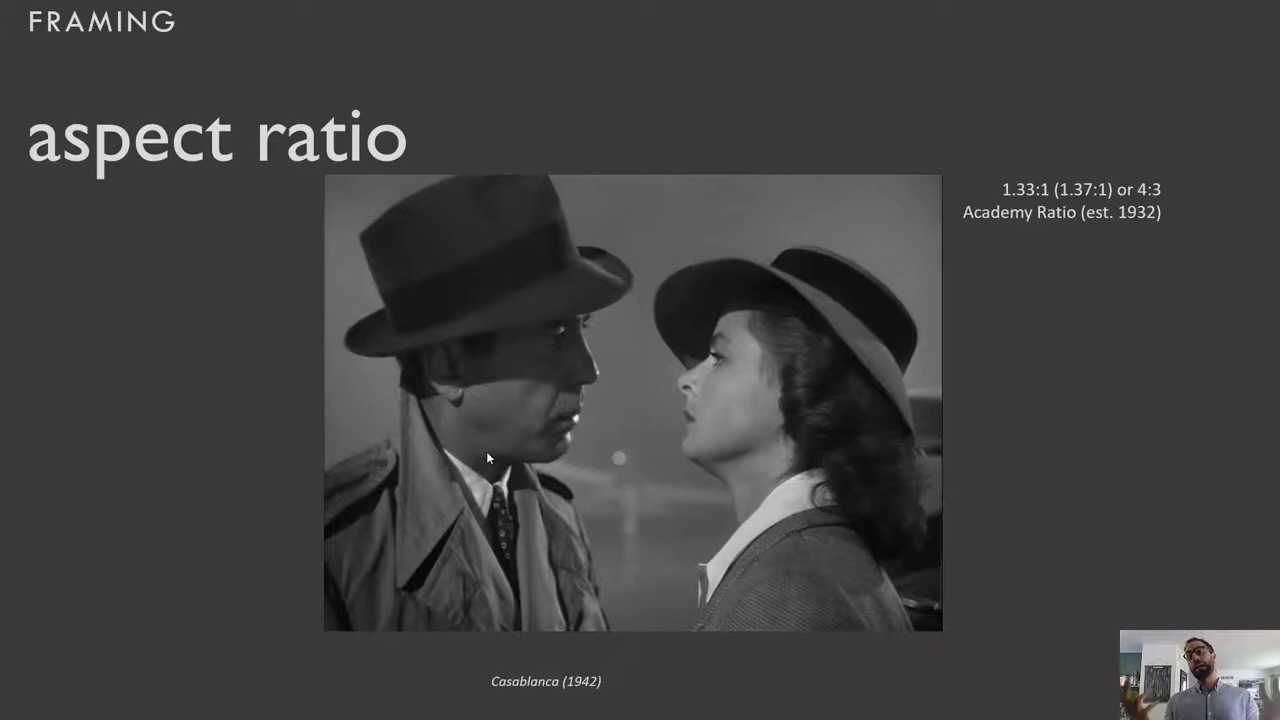 FRAMING
aspect ratio
1.33:1 (1.37:1) or 4:3
Academy Ratio (est. 1932)
Casablanca (1942)